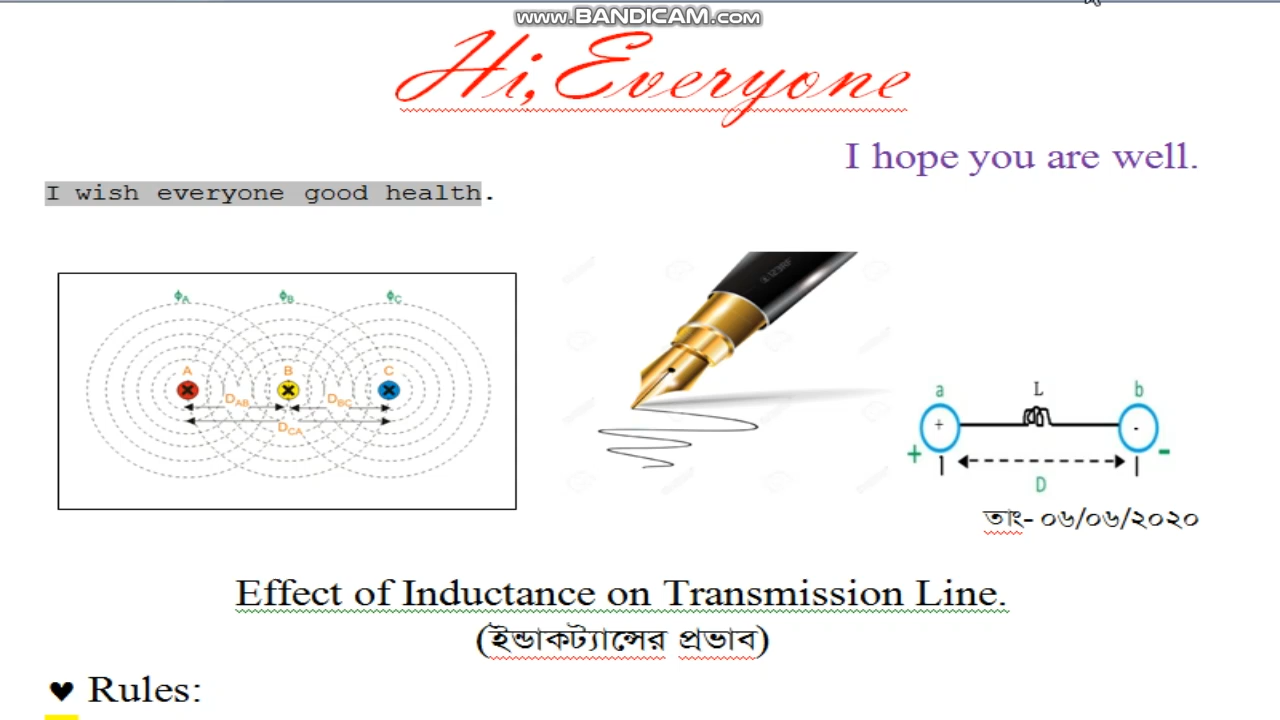 www.BANDICAM.com
Hi, Everyone
I hope you are well.
I wish everyone good health.
ϕA ϕB ϕC
A B C
DAB DBC
DCA
a L b
+ -
+ -
D
তাং- ০৬/০৬/২০২০
Effect of Inductance on Transmission Line.
(ইন্ডাকট্যান্সের প্রভাব)
♥ Rules: